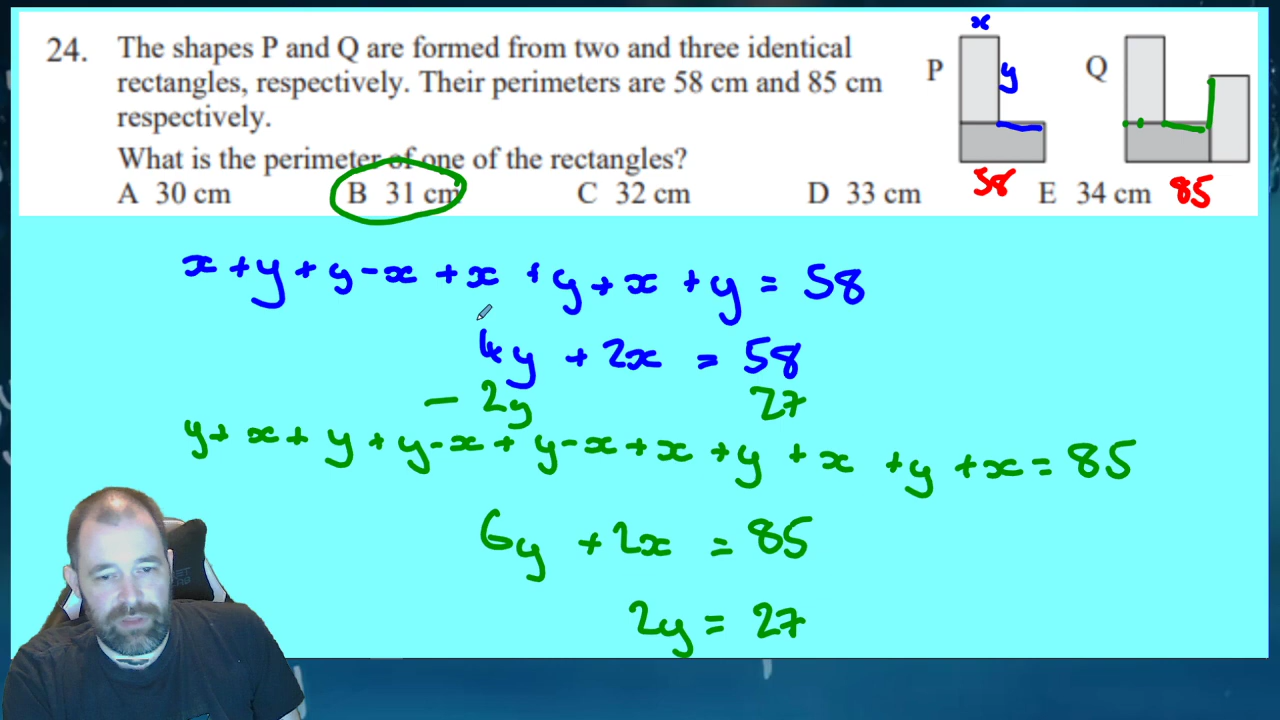 24. The shapes P and Q are formed from two and three identical
rectangles, respectively. Their perimeters are 58 cm and 85 cm
respectively.
What is the perimeter of one of the rectangles?
A 30 cm B 31 cm C 32 cm D 33 cm E 34 cm
P x y 58
Q 85
x + y + y - x + x + y + x + y = 58
4y + 2x = 58
- 2y 27
y + x + y + y - x + y - x + x + y + x + y + x = 85
6y + 2x = 85
2y = 27